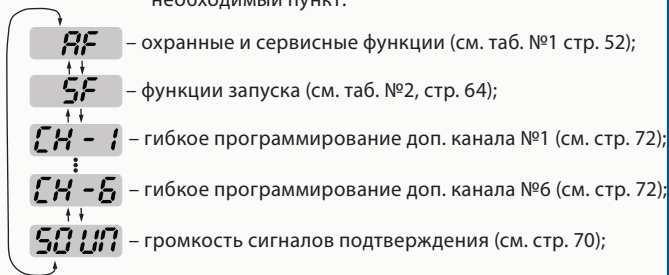 необходимый пункт.
AF – охранные и сервисные функции (см. таб. №1 стр. 52);
SF – функции запуска (см. таб. №2, стр. 64);
CH - 1 – гибкое программирование доп. канала №1 (см. стр. 72);
CH - 6 – гибкое программирование доп. канала №6 (см. стр. 72);
SOUN – громкость сигналов подтверждения (см. стр. 70);